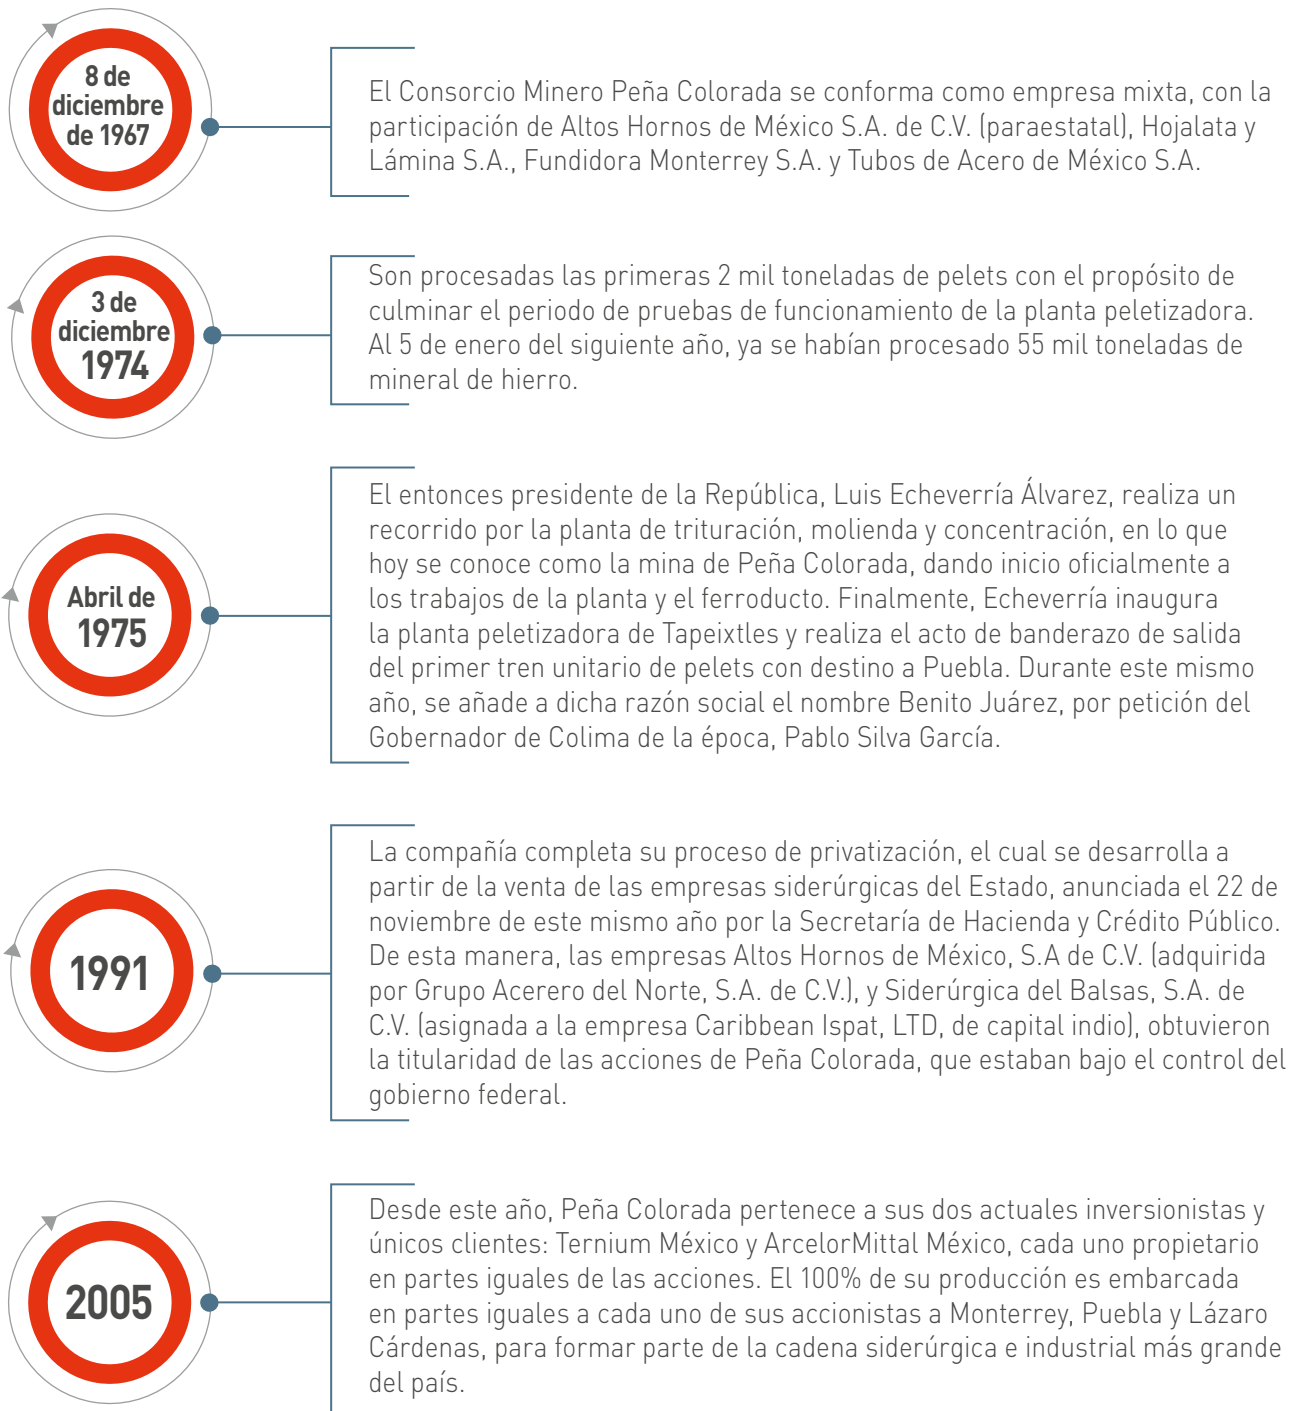 8 de
diciembre
de 1967
El Consorcio Minero Peña Colorada se conforma como empresa mixta, con la
participación de Altos Hornos de México S.A. de C.V. (paraestatal), Hojalata y
Lámina S.A., Fundidora Monterrey S.A. y Tubos de Acero de México S.A.
3 de
diciembre
1974
Son procesadas las primeras 2 mil toneladas de pelets con el propósito de
culminar el periodo de pruebas de funcionamiento de la planta peletizadora.
Al 5 de enero del siguiente año, ya se habían procesado 55 mil toneladas de
mineral de hierro.
Abril de
1975
El entonces presidente de la República, Luis Echeverría Álvarez, realiza un
recorrido por la planta de trituración, molienda y concentración, en lo que
hoy se conoce como la mina de Peña Colorada, dando inicio oficialmente a
los trabajos de la planta y el ferroducto. Finalmente, Echeverría inaugura
la planta peletizadora de Tapeixtles y realiza el acto de banderazo de salida
del primer tren unitario de pelets con destino a Puebla. Durante este mismo
año, se añade a dicha razón social el nombre Benito Juárez, por petición del
Gobernador de Colima de la época, Pablo Silva García.
1991
La compañía completa su proceso de privatización, el cual se desarrolla a
partir de la venta de las empresas siderúrgicas del Estado, anunciada el 22 de
noviembre de este mismo año por la Secretaría de Hacienda y Crédito Público.
De esta manera, las empresas Altos Hornos de México, S.A de C.V. (adquirida
por Grupo Acerero del Norte, S.A. de C.V.), y Siderúrgica del Balsas, S.A. de
C.V. (asignada a la empresa Caribbean Ispat, LTD, de capital indio), obtuvieron
la titularidad de las acciones de Peña Colorada, que estaban bajo el control del
gobierno federal.
2005
Desde este año, Peña Colorada pertenece a sus dos actuales inversionistas y
únicos clientes: Ternium México y ArcelorMittal México, cada uno propietario
en partes iguales de las acciones. El 100% de su producción es embarcada
en partes iguales a cada uno de sus accionistas a Monterrey, Puebla y Lázaro
Cárdenas, para formar parte de la cadena siderúrgica e industrial más grande
del país.